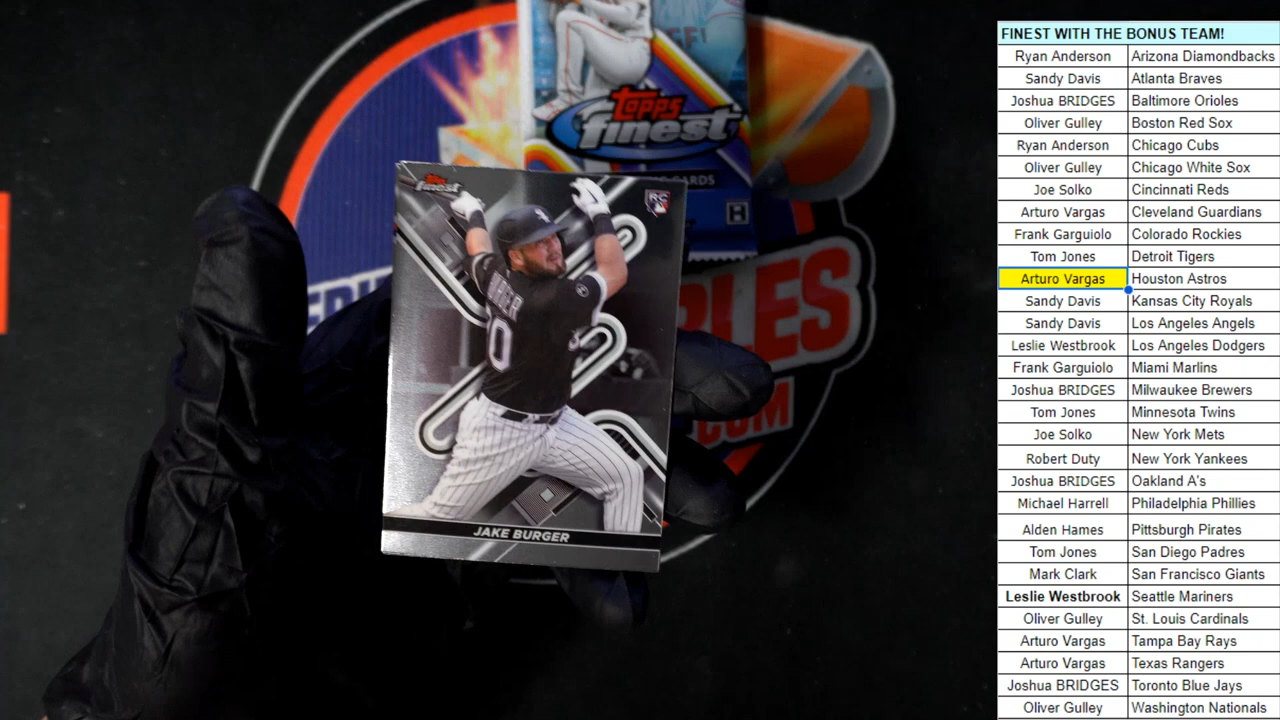 FINEST WITH THE BONUS TEAM!
Ryan Anderson Arizona Diamondbacks
Sandy Davis Atlanta Braves
Joshua BRIDGES Baltimore Orioles
Oliver Gulley Boston Red Sox
Ryan Anderson Chicago Cubs
Oliver Gulley Chicago White Sox
Joe Solko Cincinnati Reds
Arturo Vargas Cleveland Guardians
Frank Garguiolo Colorado Rockies
Tom Jones Detroit Tigers
Arturo Vargas Houston Astros
Sandy Davis Kansas City Royals
Sandy Davis Los Angeles Angels
Leslie Westbrook Los Angeles Dodgers
Frank Garguiolo Miami Marlins
Joshua BRIDGES Milwaukee Brewers
Tom Jones Minnesota Twins
Joe Solko New York Mets
Robert Duty New York Yankees
Joshua BRIDGES Oakland A's
Michael Harrell Philadelphia Phillies
Alden Hames Pittsburgh Pirates
Tom Jones San Diego Padres
Mark Clark San Francisco Giants
Leslie Westbrook Seattle Mariners
Oliver Gulley St. Louis Cardinals
Arturo Vargas Tampa Bay Rays
Arturo Vargas Texas Rangers
Joshua BRIDGES Toronto Blue Jays
Oliver Gulley Washington Nationals
Topps
finest
CARDS
H
Topps
finest
RC
0
JAKE BURGER
PLES
COM